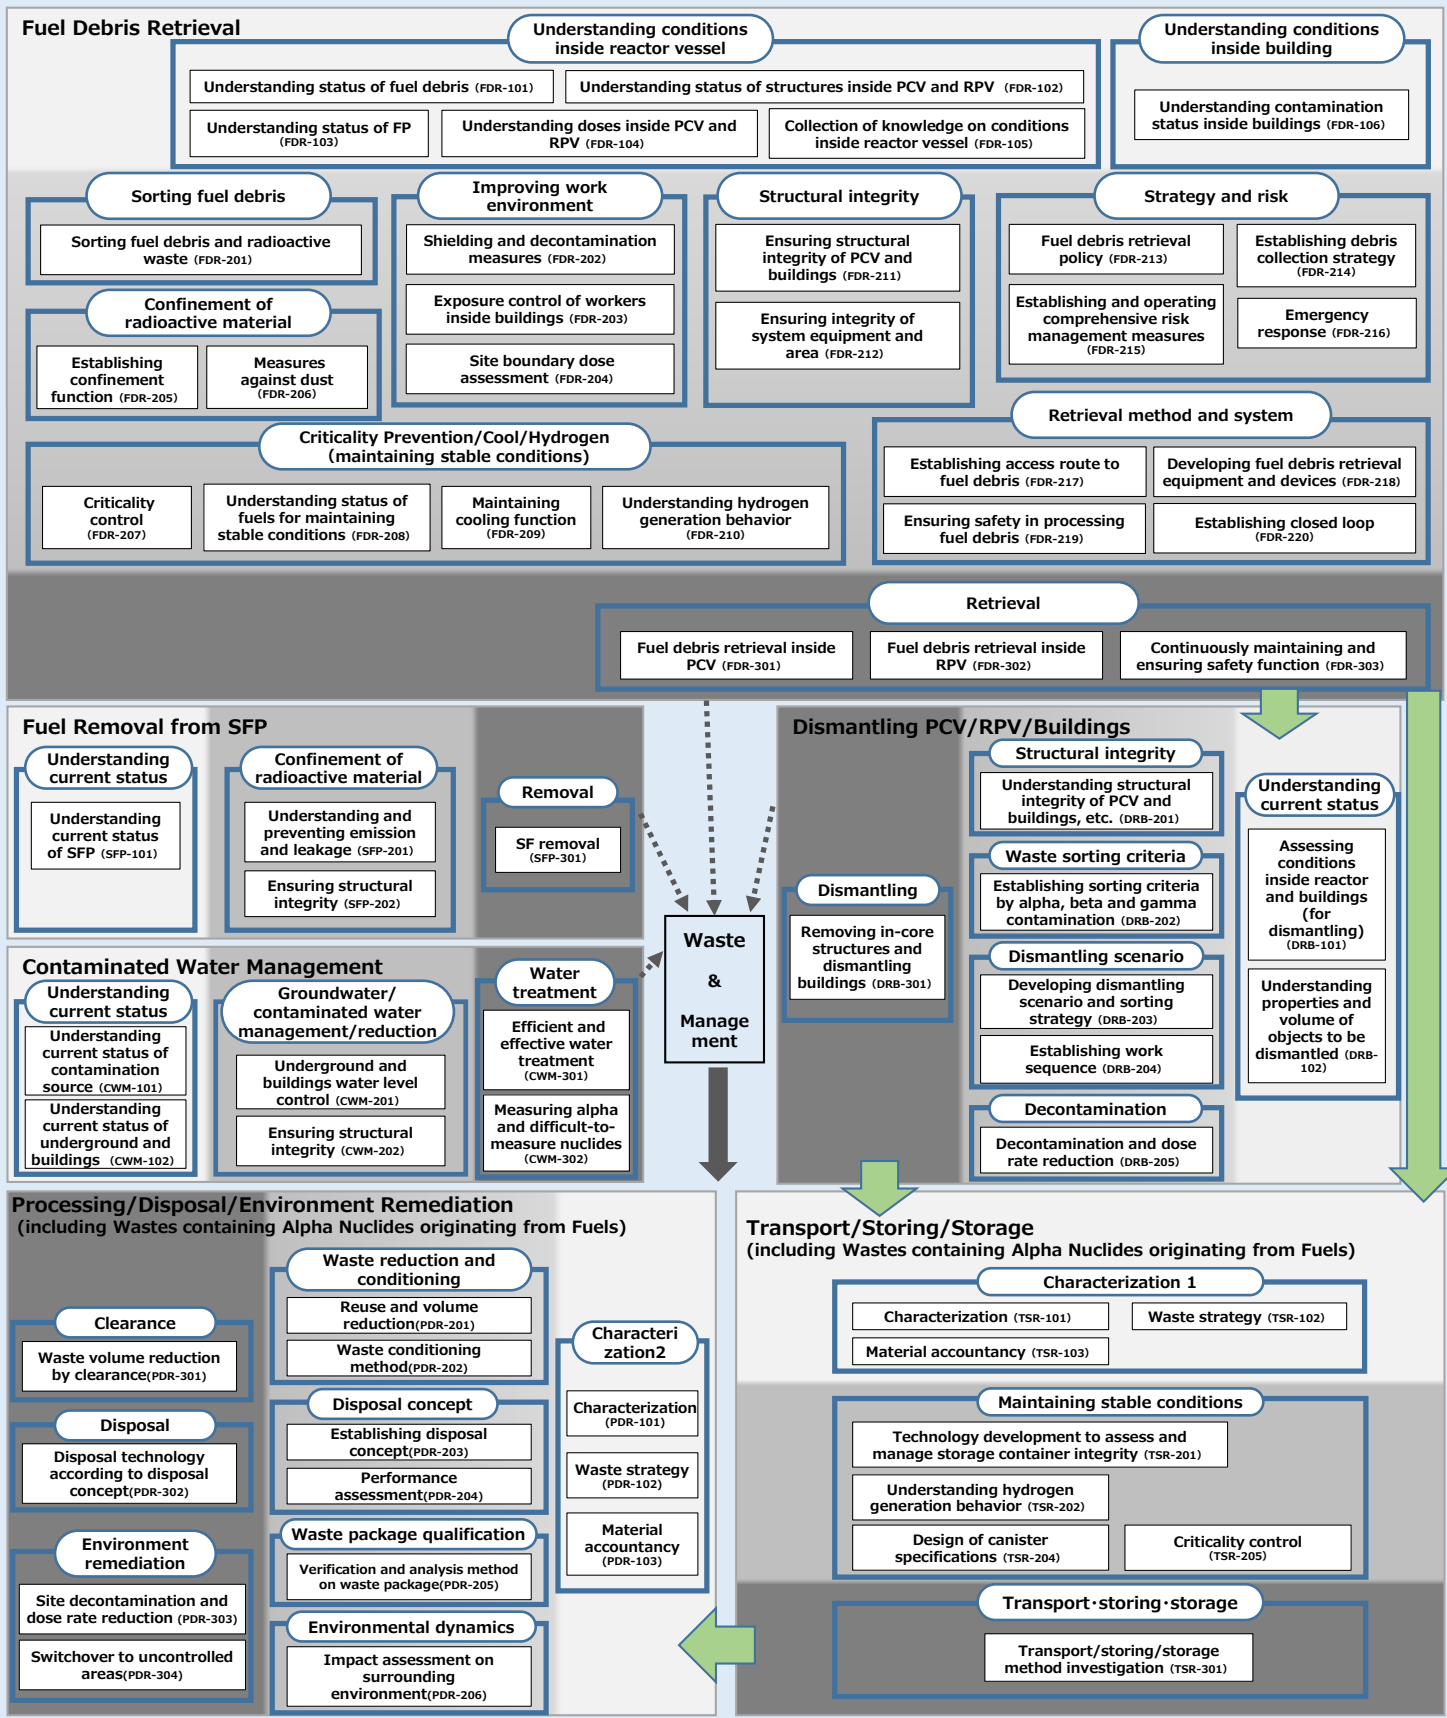 Fuel Debris Retrieval
Understanding conditions
inside reactor vessel
Understanding status of fuel debris (FDR-101)
Understanding status of structures inside PCV and RPV (FDR-102)
Understanding status of FP
(FDR-103)
Understanding doses inside PCV and
RPV (FDR-104)
Collection of knowledge on conditions
inside reactor vessel (FDR-105)
Understanding conditions
inside building
Understanding contamination
status inside buildings (FDR-106)
Sorting fuel debris
Sorting fuel debris and radioactive
waste (FDR-201)
Confinement of
radioactive material
Establishing
confinement
function (FDR-205)
Measures
against dust
(FDR-206)
Improving work
environment
Shielding and decontamination
measures (FDR-202)
Exposure control of workers
inside buildings (FDR-203)
Site boundary dose
assessment (FDR-204)
Structural integrity
Ensuring structural
integrity of PCV and
buildings (FDR-211)
Ensuring integrity of
system equipment and
area (FDR-212)
Strategy and risk
Fuel debris retrieval
policy (FDR-213)
Establishing debris
collection strategy
(FDR-214)
Establishing and operating
comprehensive risk
management measures
(FDR-215)
Emergency
response (FDR-216)
Criticality Prevention/Cool/Hydrogen
(maintaining stable conditions)
Criticality
control
(FDR-207)
Understanding status of
fuels for maintaining
stable conditions (FDR-208)
Maintaining
cooling function
(FDR-209)
Understanding hydrogen
generation behavior
(FDR-210)
Retrieval method and system
Establishing access route to
fuel debris (FDR-217)
Developing fuel debris retrieval
equipment and devices (FDR-218)
Ensuring safety in processing
fuel debris (FDR-219)
Establishing closed loop
(FDR-220)
Retrieval
Fuel debris retrieval inside
PCV (FDR-301)
Fuel debris retrieval inside
RPV (FDR-302)
Continuously maintaining and
ensuring safety function (FDR-303)
Fuel Removal from SFP
Understanding
current status
Understanding
current status
of SFP (SFP-101)
Confinement of
radioactive material
Understanding and
preventing emission
and leakage (SFP-201)
Ensuring structural
integrity (SFP-202)
Removal
SF removal
(SFP-301)
Contaminated Water Management
Understanding
current status
Understanding
current status of
contamination
source (CWM-101)
Understanding
current status of
underground and
buildings (CWM-102)
Groundwater/
contaminated water
management/reduction
Underground and
buildings water level
control (CWM-201)
Ensuring structural
integrity (CWM-202)
Water
treatment
Efficient and
effective water
treatment
(CWM-301)
Measuring alpha
and difficult-to-
measure nuclides
(CWM-302)
Waste
&
Manage
ment
Dismantling PCV/RPV/Buildings
Dismantling
Removing in-core
structures and
dismantling
buildings (DRB-301)
Structural integrity
Understanding structural
integrity of PCV and
buildings, etc. (DRB-201)
Waste sorting criteria
Establishing sorting criteria
by alpha, beta and gamma
contamination (DRB-202)
Dismantling scenario
Developing dismantling
scenario and sorting
strategy (DRB-203)
Establishing work
sequence (DRB-204)
Decontamination
Decontamination and dose
rate reduction (DRB-205)
Understanding
current status
Assessing
conditions
inside reactor
and buildings
(for
dismantling)
(DRB-101)
Understanding
properties and
volume of
objects to be
dismantled (DRB-
102)
Processing/Disposal/Environment Remediation
(including Wastes containing Alpha Nuclides originating from Fuels)
Clearance
Waste volume reduction
by clearance(PDR-301)
Disposal
Disposal technology
according to disposal
concept(PDR-302)
Environment
remediation
Site decontamination and
dose rate reduction (PDR-303)
Switchover to uncontrolled
areas(PDR-304)
Waste reduction and
conditioning
Reuse and volume
reduction(PDR-201)
Waste conditioning
method(PDR-202)
Disposal concept
Establishing disposal
concept(PDR-203)
Performance
assessment(PDR-204)
Waste package qualification
Verification and analysis method
on waste package(PDR-205)
Environmental dynamics
Impact assessment on
surrounding
environment(PDR-206)
Characteri
zation2
Characterization
(PDR-101)
Waste strategy
(PDR-102)
Material
accountancy
(PDR-103)
Transport/Storing/Storage
(including Wastes containing Alpha Nuclides originating from Fuels)
Characterization 1
Characterization (TSR-101)
Waste strategy (TSR-102)
Material accountancy (TSR-103)
Maintaining stable conditions
Technology development to assess and
manage storage container integrity (TSR-201)
Understanding hydrogen
generation behavior (TSR-202)
Design of canister
specifications (TSR-204)
Criticality control
(TSR-205)
Transport･storing･storage
Transport/storing/storage
method investigation (TSR-301)